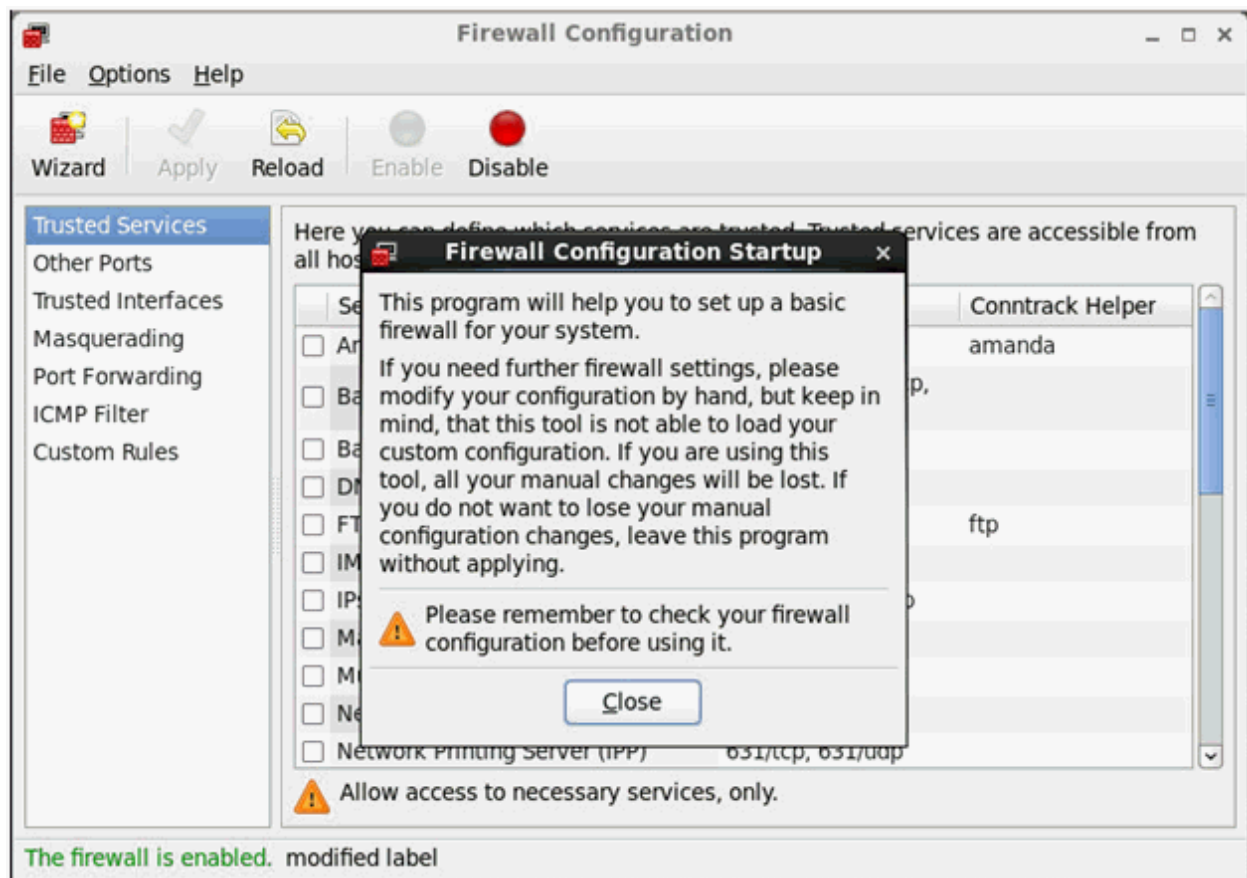 Firewall Configuration
File Options Help
Wizard Apply Reload Enable Disable
Trusted Services
Other Ports
Trusted Interfaces
Masquerading
Port Forwarding
ICMP Filter
Custom Rules
services are accessible from
all
Conntrack Helper
amanda
ftp
Firewall Configuration Startup
This program will help you to set up a basic
firewall for your system.
If you need further firewall settings, please
modify your configuration by hand, but keep in
mind, that this tool is not able to load your
custom configuration. If you are using this
tool, all your manual changes will be lost. If
you do not want to lose your manual
configuration changes, leave this program
without applying.
Please remember to check your firewall
configuration before using it.
Close
Network Printing Server (IPP) 631/tcp, 631/udp
Allow access to necessary services, only.
The firewall is enabled. modified label